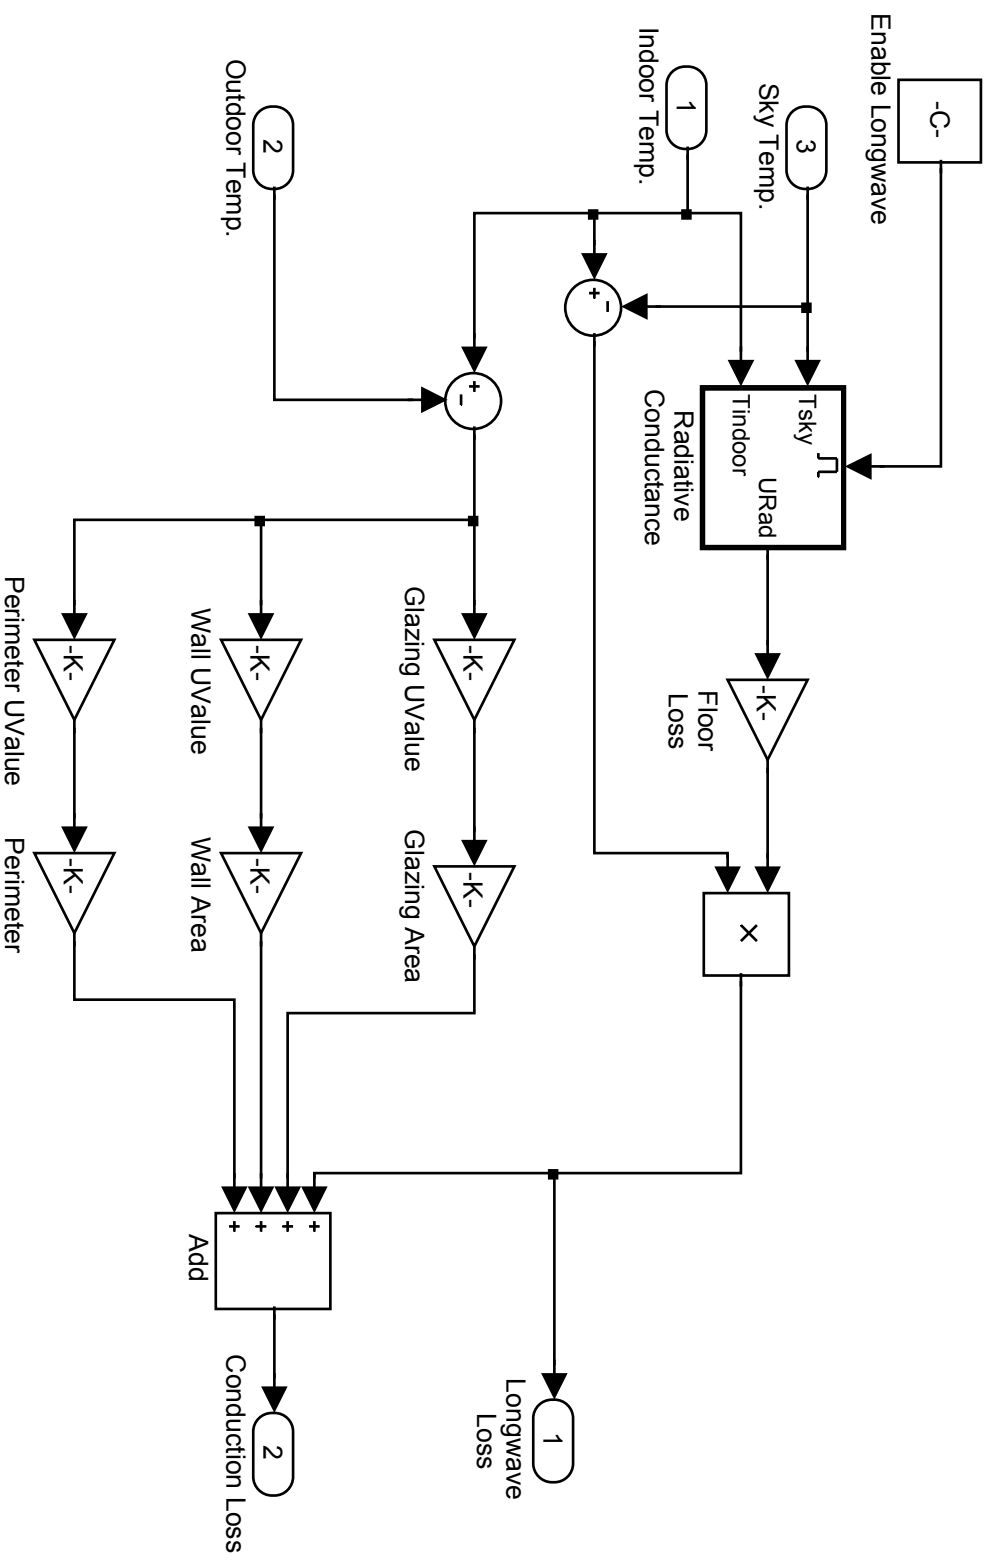 -C-
Enable Longwave
3
Sky Temp.
1
Indoor Temp.
2
Outdoor Temp.
Tsky
Tindoor
URad
Radiative
Conductance
+
-
+
-
-K-
Floor
Loss
×
-K-
Glazing UValue
-K-
Glazing Area
-K-
Wall UValue
-K-
Wall Area
-K-
Perimeter UValue
-K-
Perimeter
+
+
+
+
Add
1
Longwave
Loss
2
Conduction Loss